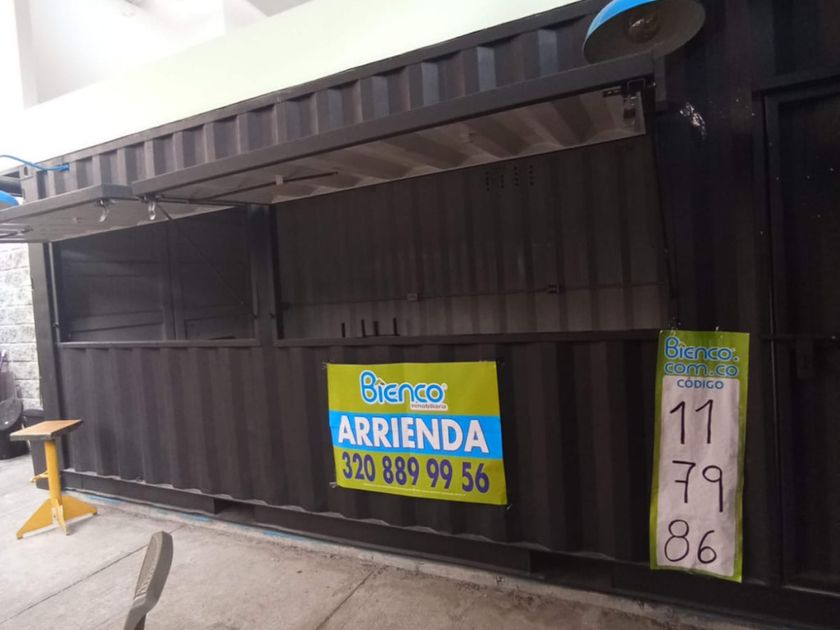 Bienco
inmobiliaria
ARRIENDA
320 889 99 56
Bienco.
com.co
CÓDIGO
11
79
86